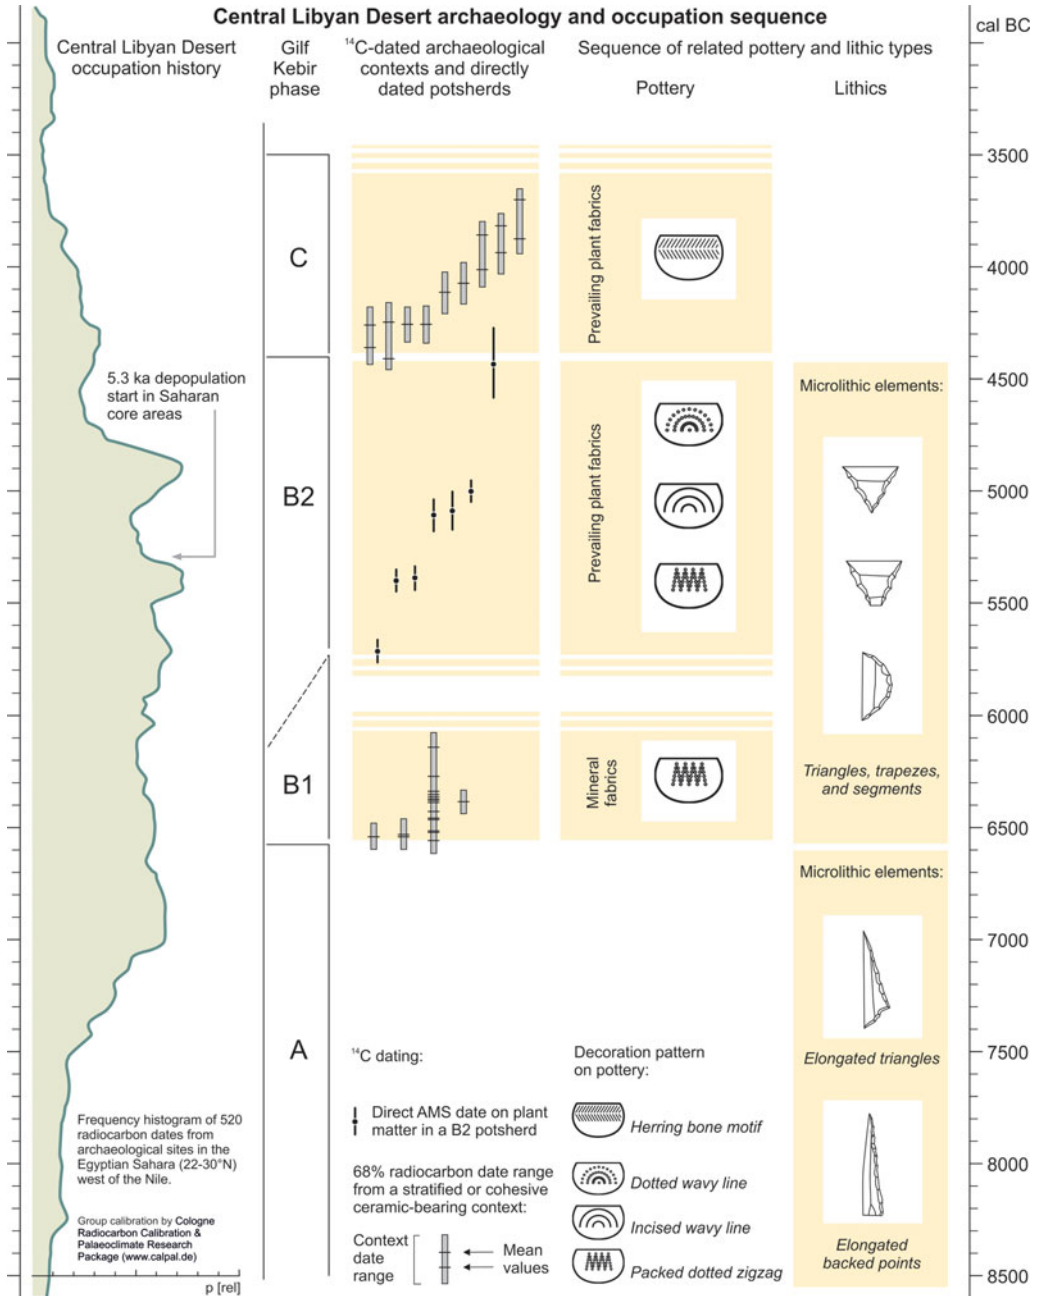 Central Libyan Desert archaeology and occupation sequence
cal BC
Central Libyan Desert
occupation history
Gilf
Kebir
phase
14C-dated archaeological
contexts and directly
dated potsherds
Sequence of related pottery and lithic types
Pottery
Lithics
3500
4000
4500
5000
5500
6000
6500
7000
7500
8000
8500
C
B2
B1
A
5.3 ka depopulation
start in Saharan
core areas
Prevailing plant fabrics
Prevailing plant fabrics
Mineral
fabrics
Microlithic elements:
Triangles, trapezes,
and segments
Microlithic elements:
Elongated triangles
Elongated
backed points
14C dating:
Direct AMS date on plant
matter in a B2 potsherd
68% radiocarbon date range
from a stratified or cohesive
ceramic-bearing context:
Context
date
range
Mean
values
Decoration pattern
on pottery:
Herring bone motif
Dotted wavy line
Incised wavy line
Packed dotted zigzag
Frequency histogram of 520
radiocarbon dates from
archaeological sites in the
Egyptian Sahara (22-30°N)
west of the Nile.
Group calibration by Cologne
Radiocarbon Calibration &
Palaeoclimate Research
Package (www.calpal.de)
p [rel]